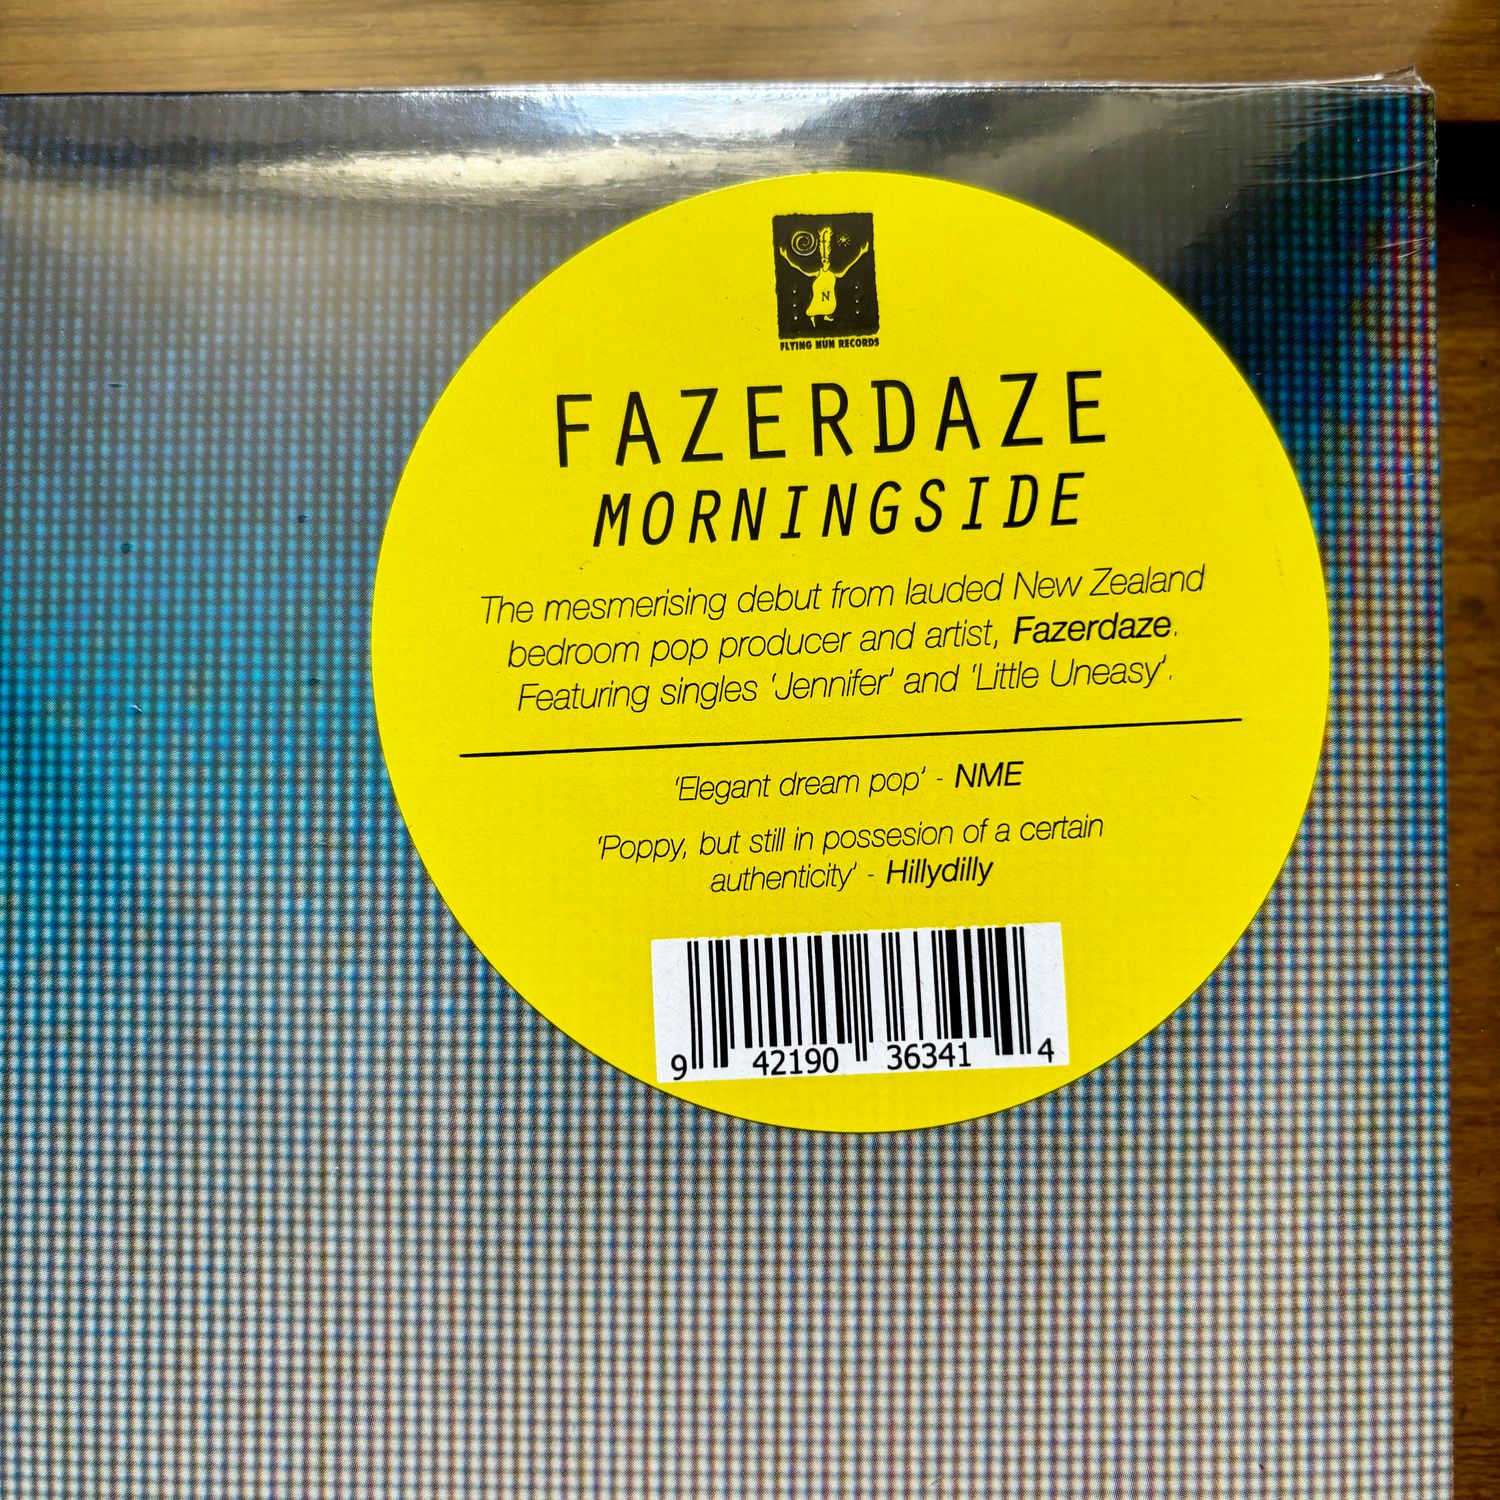 N
FLYING NUN RECORDS
FAZERDAZE
MORNINGSIDE
The mesmerising debut from lauded New Zealand
bedroom pop producer and artist, Fazerdaze.
Featuring singles 'Jennifer' and 'Little Uneasy'.
'Elegant dream pop' - NME
'Poppy, but still in possesion of a certain
authenticity' - Hillydilly
9 42190 36341 4